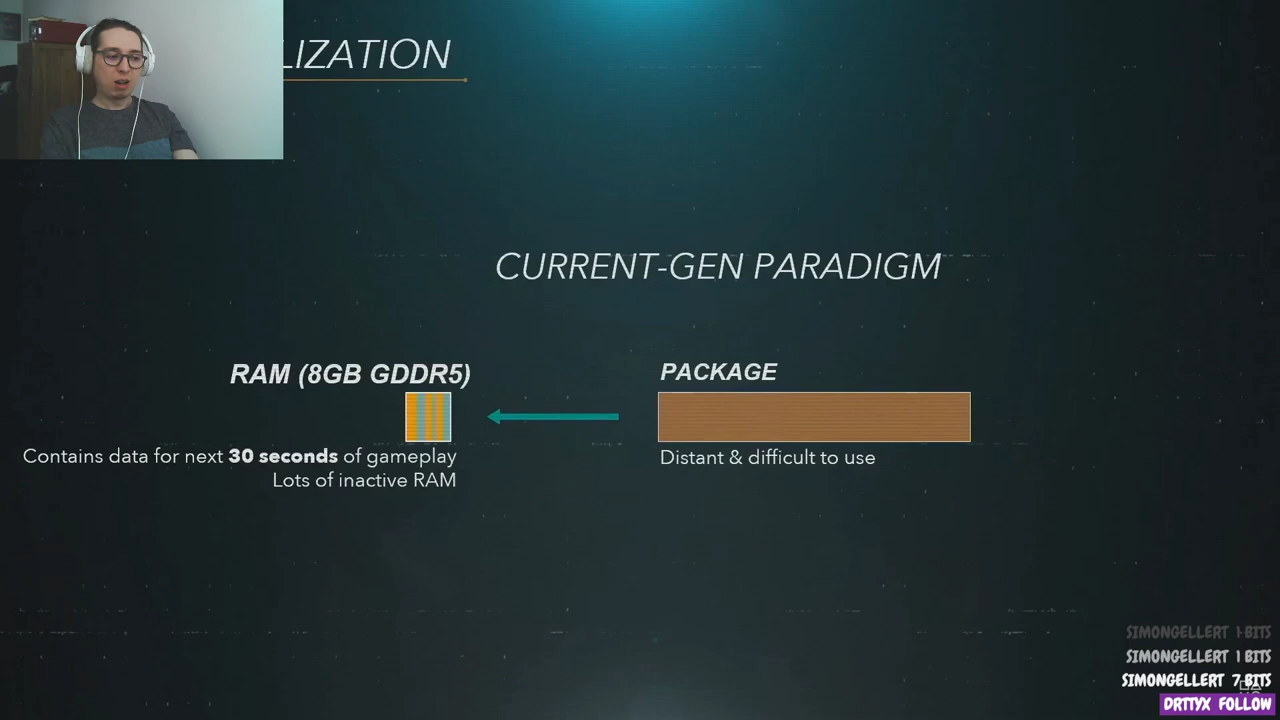 LIZATION
CURRENT-GEN PARADIGM
RAM (8GB GDDR5)
PACKAGE
Contains data for next 30 seconds of gameplay
Lots of inactive RAM
Distant & difficult to use
SIMONGELLERT 1 BITS
SIMONGELLERT 1 BITS
SIMONGELLERT 7 BITS
DRTTYX FOLLOW